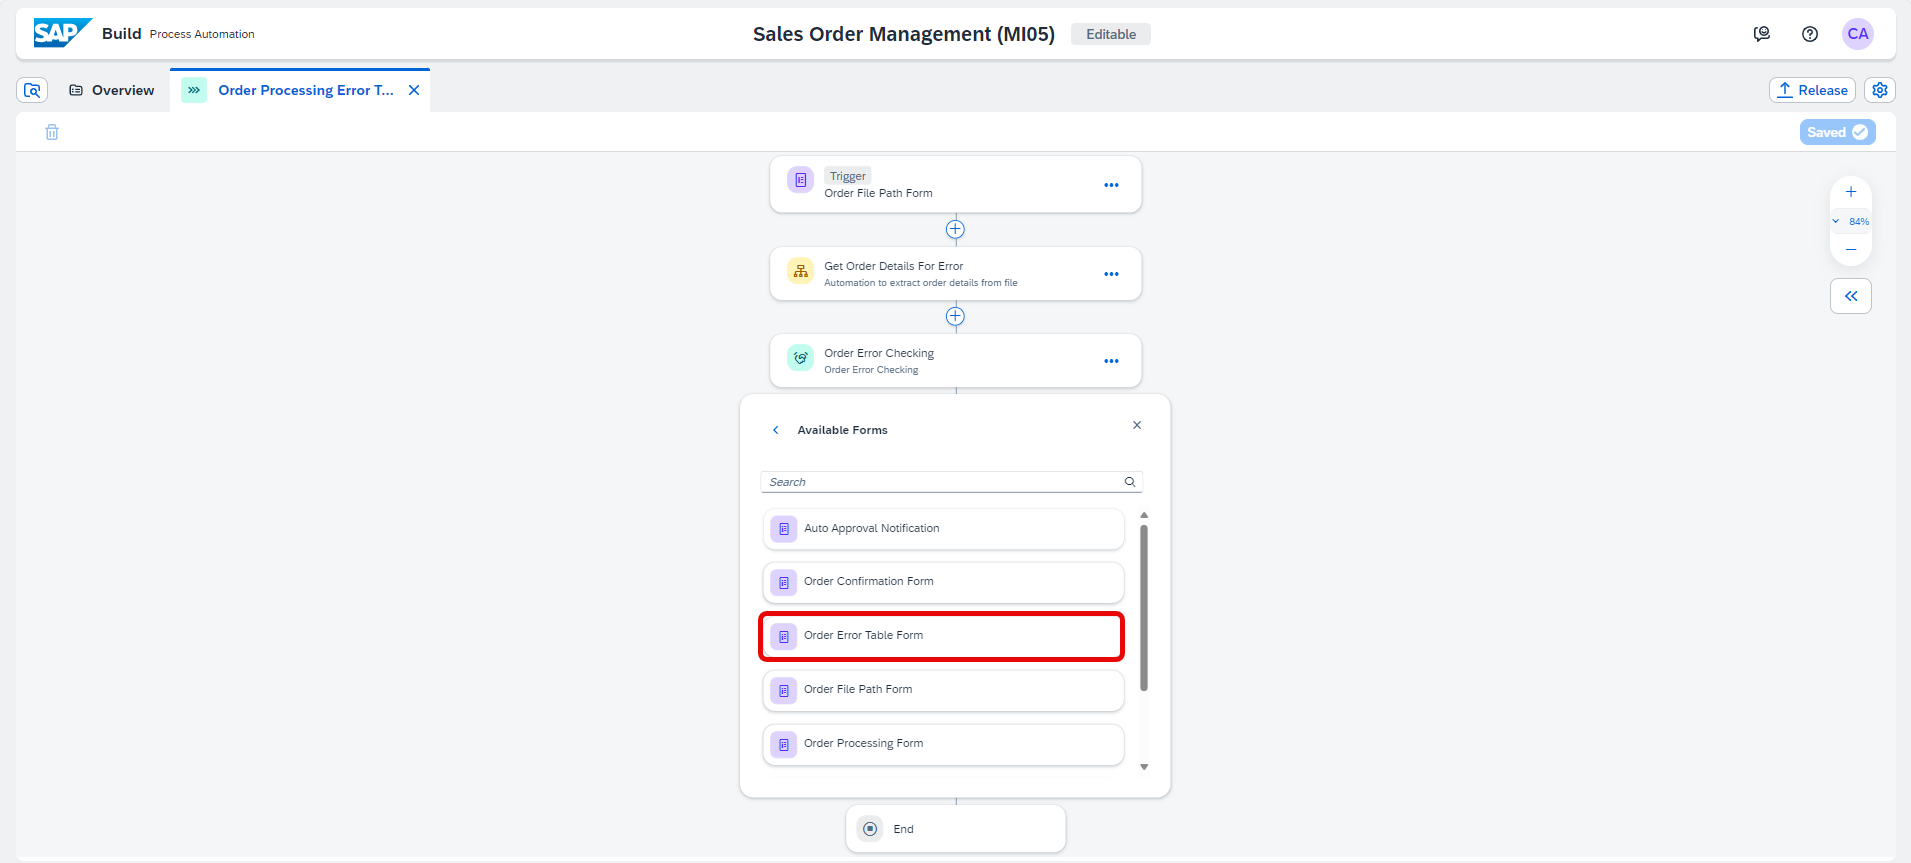 SAP Build Process Automation
Sales Order Management (MI05) Editable
CA
Overview
Order Processing Error T...
Release
Saved
Trigger
Order File Path Form
84%
Get Order Details For Error
Automation to extract order details from file
Order Error Checking
Order Error Checking
Available Forms
Search
Auto Approval Notification
Order Confirmation Form
Order Error Table Form
Order File Path Form
Order Processing Form
End